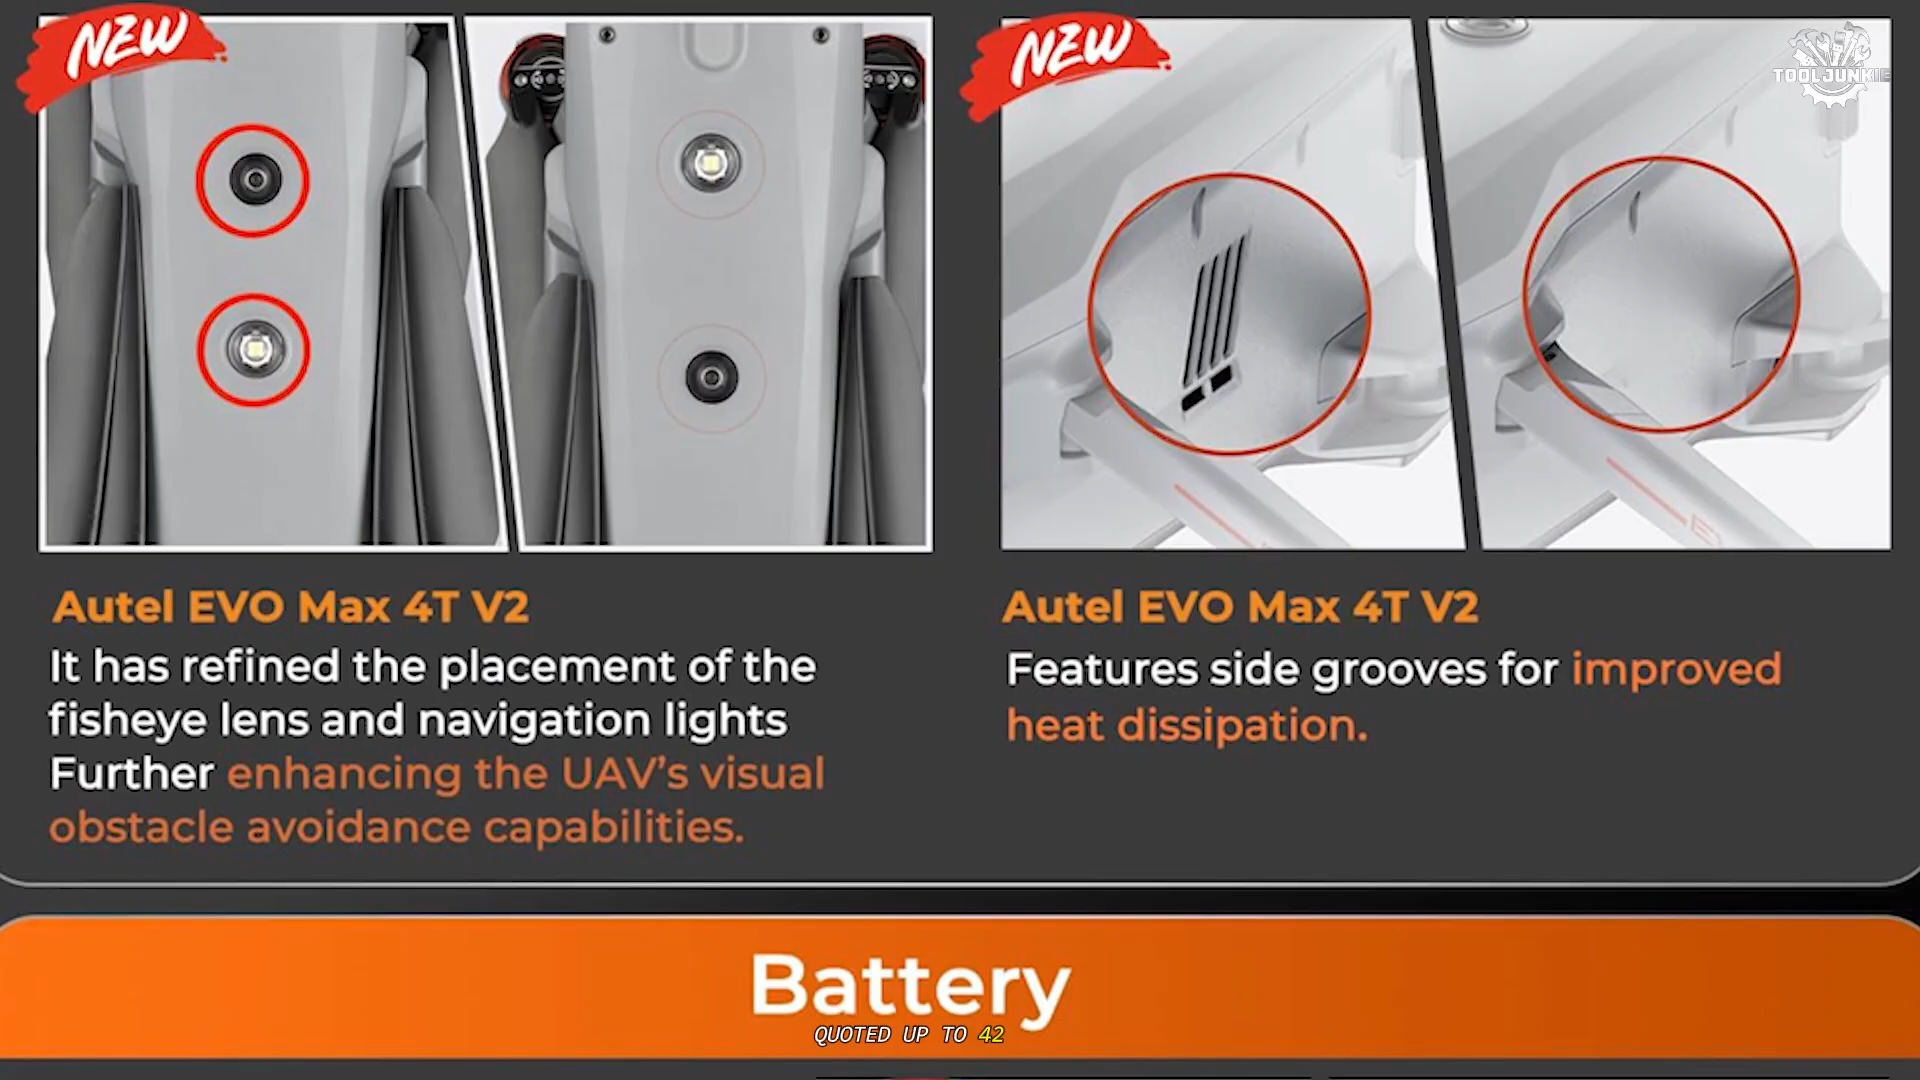 NEW
NEW
TOOLJUNKIE
Autel EVO Max 4T V2
It has refined the placement of the
fisheye lens and navigation lights
Further enhancing the UAV's visual
obstacle avoidance capabilities.
Autel EVO Max 4T V2
Features side grooves for improved
heat dissipation.
Battery
QUOTED UP TO 42